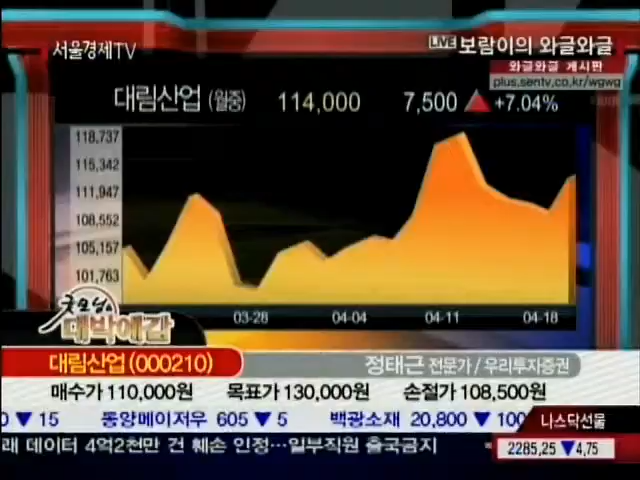 서울경제TV
LIVE 보람이의 와글와글
와글와글 게시판
plus.sentv.co.kr/wgwg
대림산업 (월중) 114,000 7,500 ▲ +7.04%
118,737
115,342
111,947
108,552
105,157
101,763
03-28 04-04 04-11 04-18
대박예감
대림산업 (000210) 정태근 전문가 / 우리투자증권
매수가 110,000원 목표가 130,000원 손절가 108,500원
0 ▼ 15 동양메이저우 605 ▼ 5 백광소재 20,800 ▼ 100
나스닥선물
래 데이터 4억2천만 건 훼손 인정…일부직원 출국금지
2285,25 ▼ 4,75